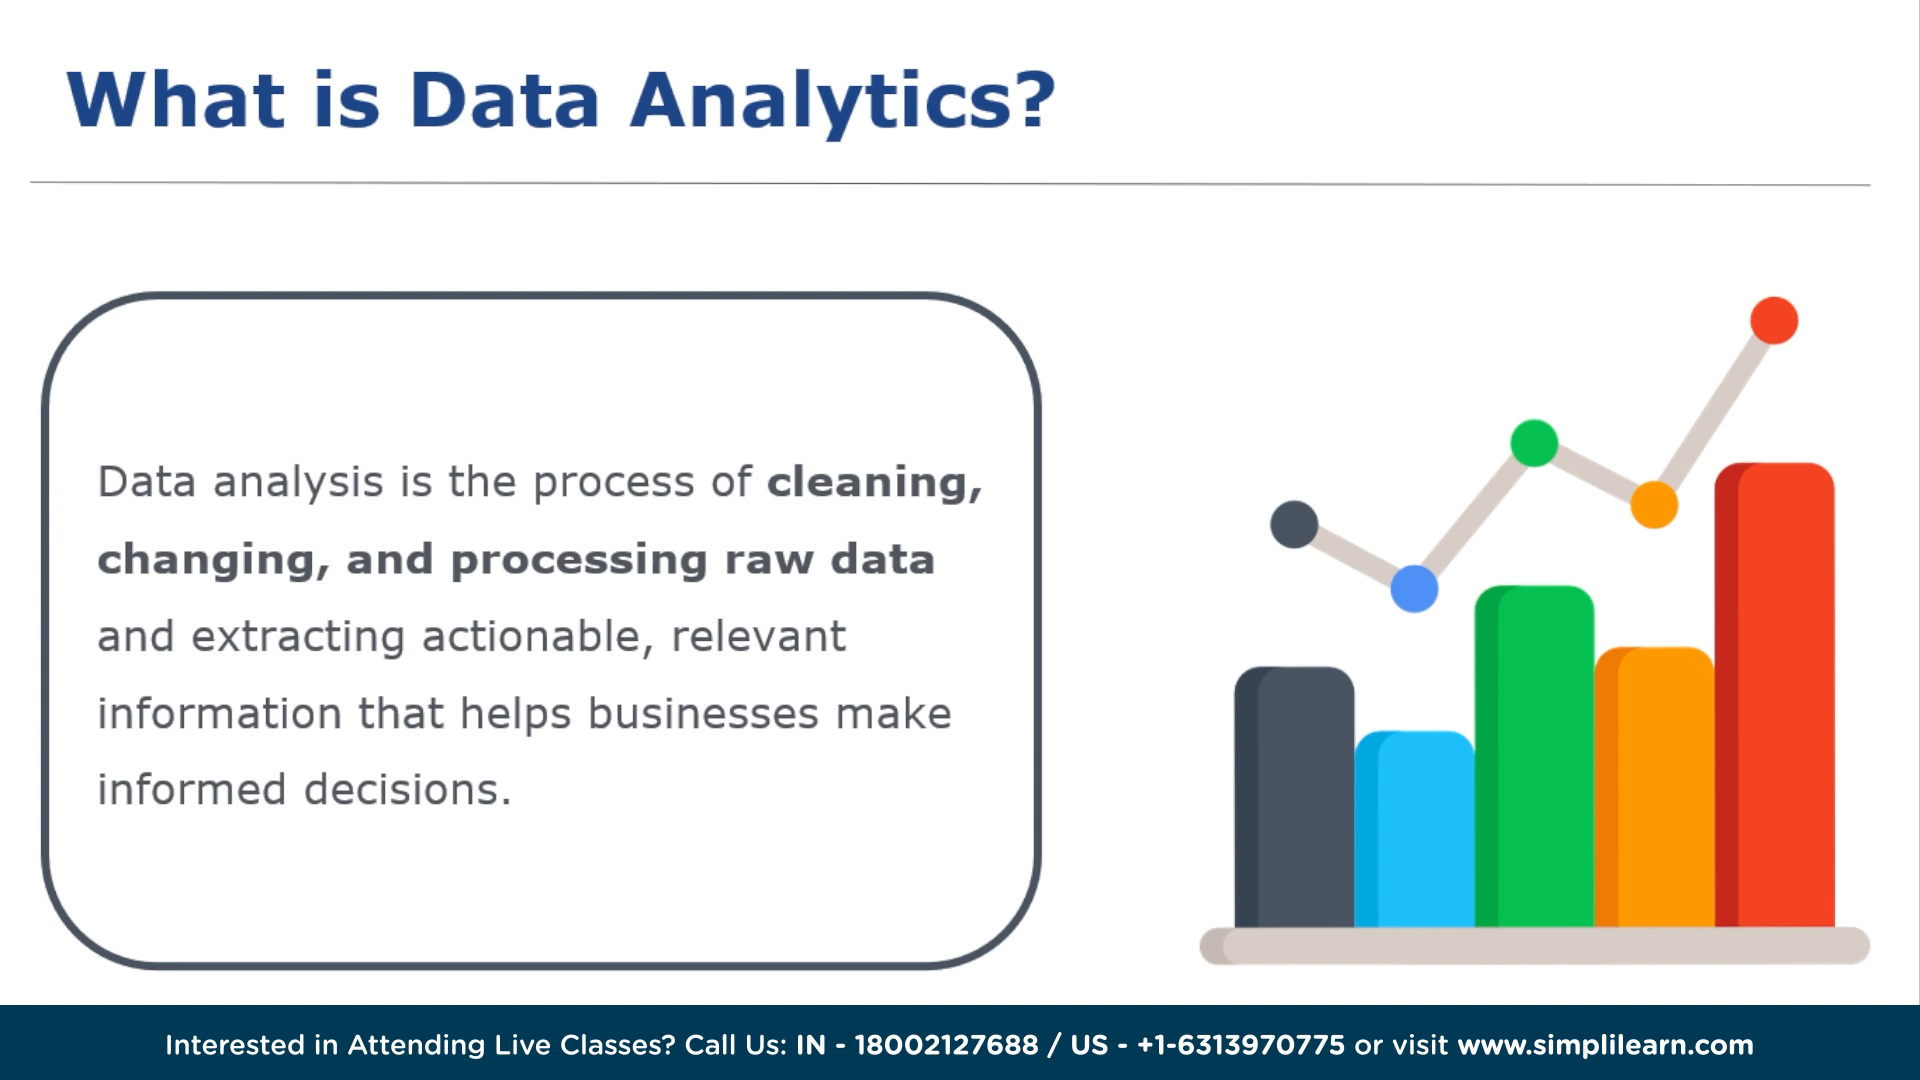 What is Data Analytics?
Data analysis is the process of cleaning,
changing, and processing raw data
and extracting actionable, relevant
information that helps businesses make
informed decisions.
Interested in Attending Live Classes? Call Us: IN - 18002127688 / US - +1-6313970775 or visit www.simplilearn.com